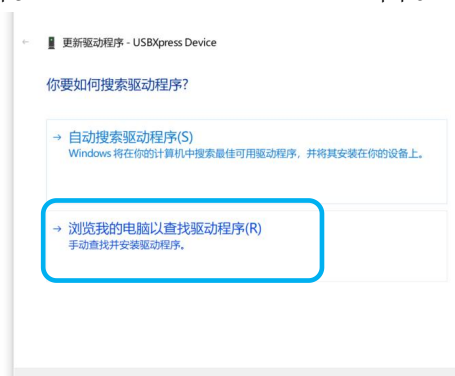 ← 更新驱动程序 - USBXpress Device
你要如何搜索驱动程序?
→ 自动搜索驱动程序(S)
Windows 将在你的计算机中搜索最佳可用驱动程序，并将其安装在你的设备上。
→ 浏览我的电脑以查找驱动程序(R)
手动查找并安装驱动程序。